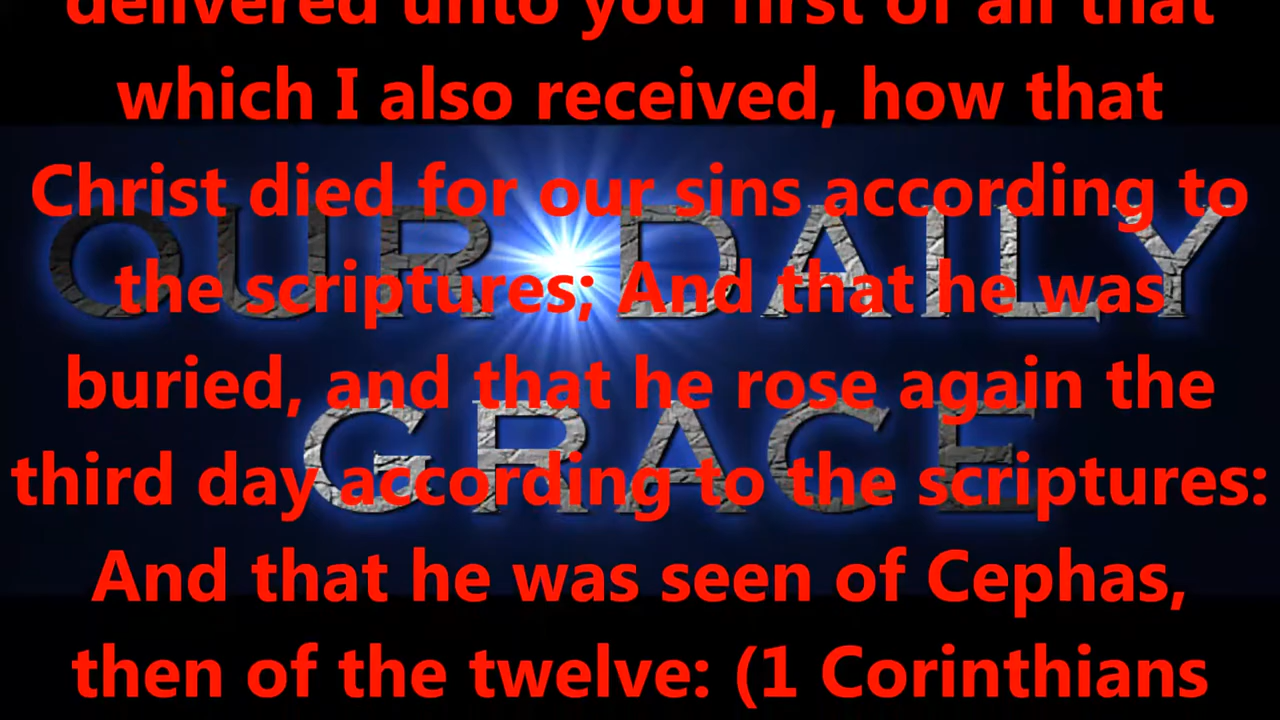 delivered unto you first of all that
which I also received, how that
Christ died for our sins according to
the scriptures; And that he was
buried, and that he rose again the
third day according to the scriptures:
And that he was seen of Cephas,
then of the twelve: (1 Corinthians
OUR DAILY
GRACE